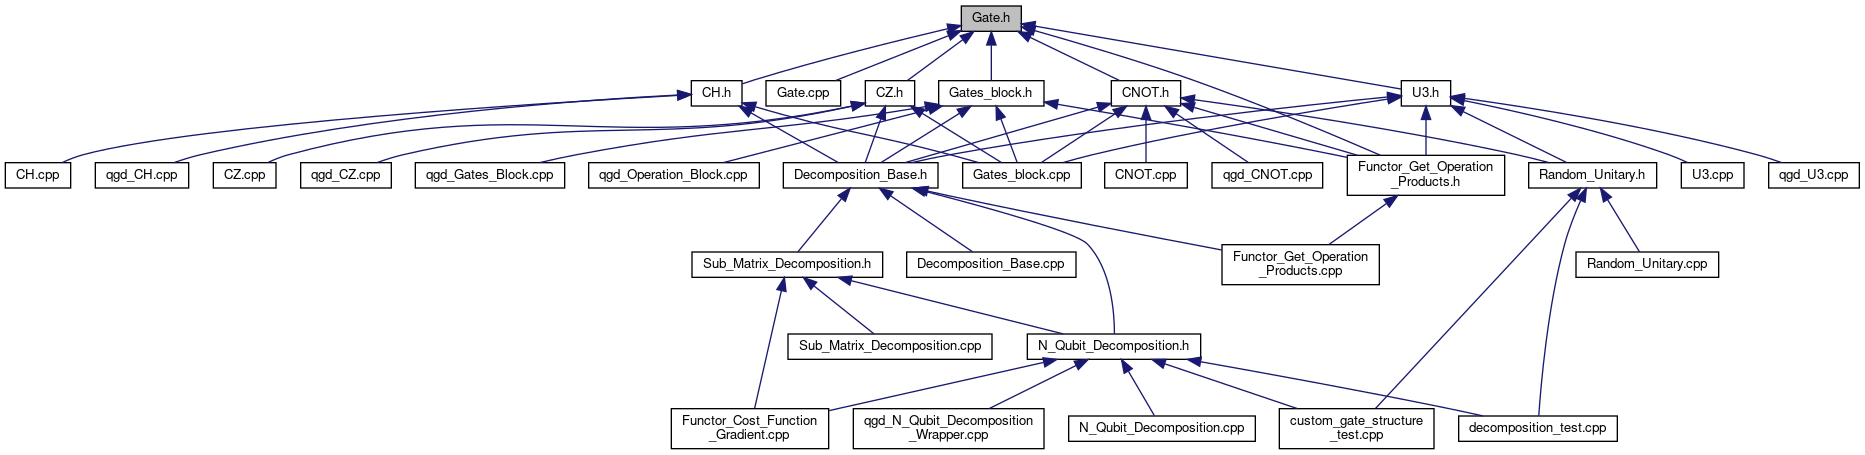 Gate.h
CH.h
Gate.cpp
CZ.h
Gates_block.h
CNOT.h
U3.h
CH.cpp
qgd_CH.cpp
CZ.cpp
qgd_CZ.cpp
qgd_Gates_Block.cpp
qgd_Operation_Block.cpp
Decomposition_Base.h
Gates_block.cpp
CNOT.cpp
qgd_CNOT.cpp
Functor_Get_Operation
_Products.h
Random_Unitary.h
U3.cpp
qgd_U3.cpp
Sub_Matrix_Decomposition.h
Decomposition_Base.cpp
Functor_Get_Operation
_Products.cpp
Random_Unitary.cpp
Sub_Matrix_Decomposition.cpp
N_Qubit_Decomposition.h
Functor_Cost_Function
_Gradient.cpp
qgd_N_Qubit_Decomposition
_Wrapper.cpp
N_Qubit_Decomposition.cpp
custom_gate_structure
_test.cpp
decomposition_test.cpp